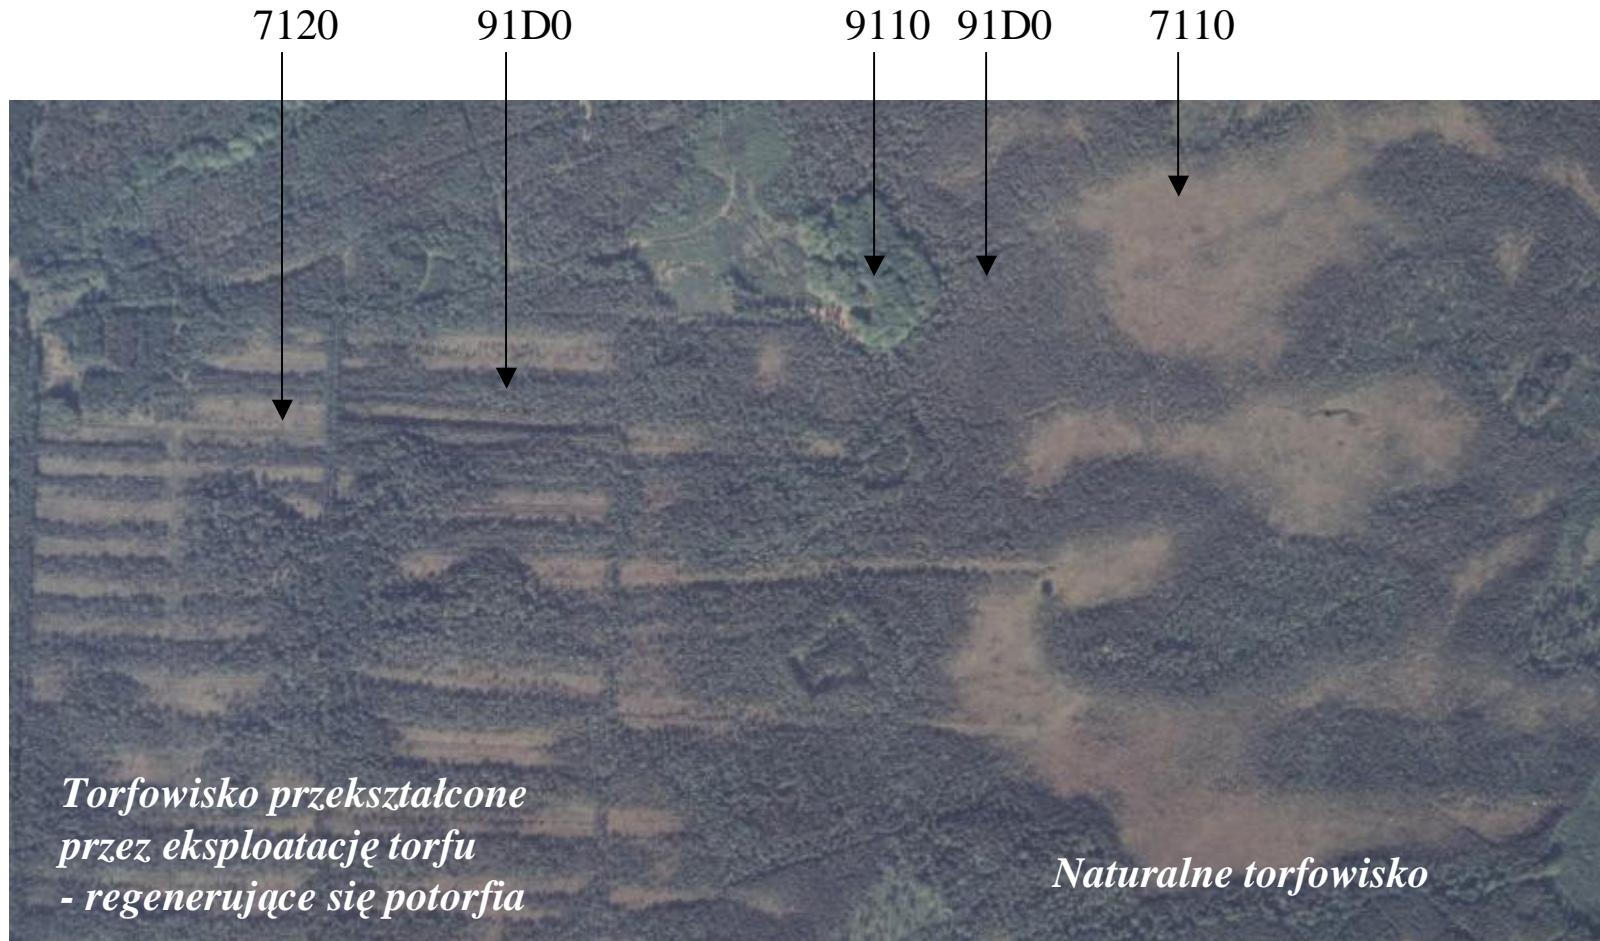 7120 91D0 9110 91D0 7110
Torfowisko przekształcone
przez eksploatację torfu
- regenerujące się potorfia
Naturalne torfowisko